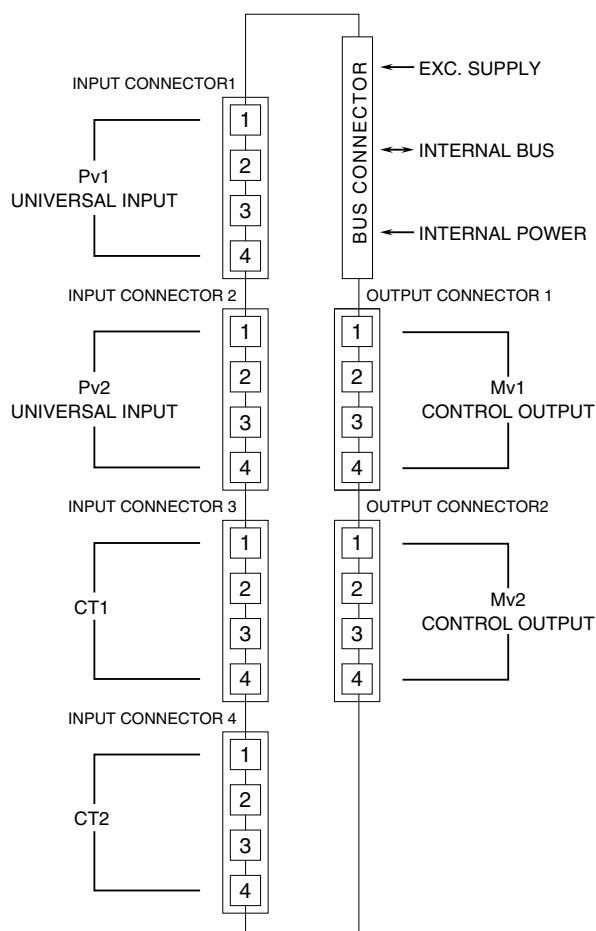 INPUT CONNECTOR1
1
2
3
4
Pv1
UNIVERSAL INPUT
BUS CONNECTOR
EXC. SUPPLY
INTERNAL BUS
INTERNAL POWER
INPUT CONNECTOR 2
1
2
3
4
Pv2
UNIVERSAL INPUT
OUTPUT CONNECTOR 1
1
2
3
4
Mv1
CONTROL OUTPUT
INPUT CONNECTOR 3
1
2
3
4
CT1
OUTPUT CONNECTOR2
1
2
3
4
Mv2
CONTROL OUTPUT
INPUT CONNECTOR 4
1
2
3
4
CT2